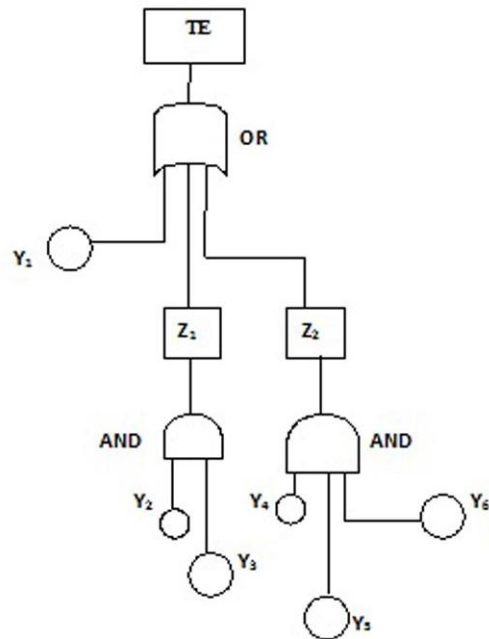 TE
OR
Y₁
Z₁
Z₂
AND
AND
Y₂
Y₄
Y₆
Y₃
Y₅